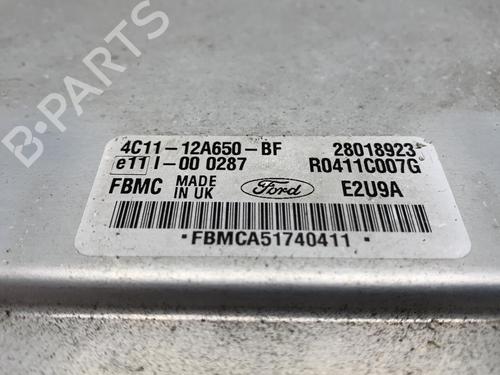 B-PARTS
4C11-12A650-BF 28018923
e11 I-00 0287 R0411C007G
FBMC MADE IN UK Ford E2U9A
*FBMCA51740411*